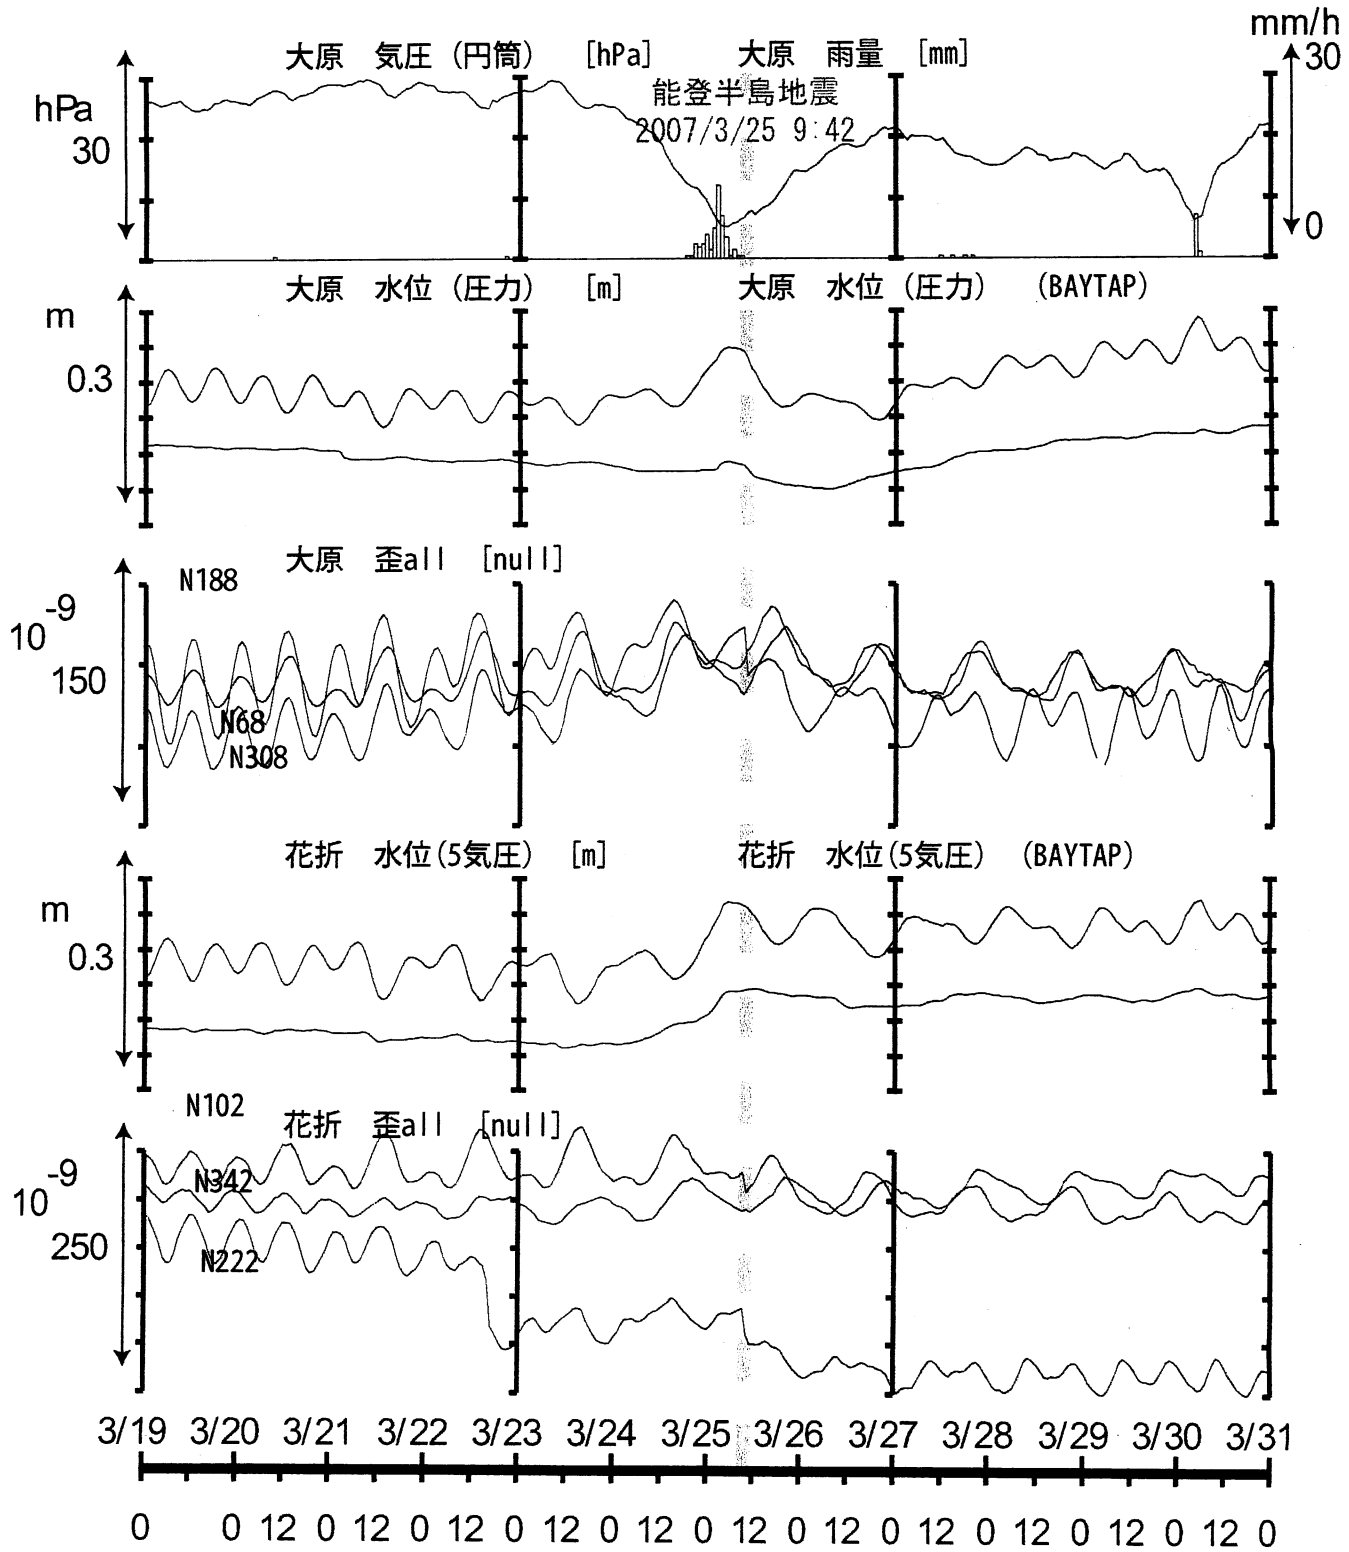 mm/h
大原 気圧（円筒） [hPa] 大原 雨量 [mm] 30
能登半島地震
hPa
2007/3/25 9:42
30
0
大原 水位（圧力） [m] 大原 水位（圧力） (BAYTAP)
m
0.3
大原 歪all [null]
N188
10-9
150
N68
N308
花折 水位(5気圧) [m] 花折 水位(5気圧) (BAYTAP)
m
0.3
N102
花折 歪all [null]
N342
10-9
250
N222
3/19 3/20 3/21 3/22 3/23 3/24 3/25 3/26 3/27 3/28 3/29 3/30 3/31
0 0 12 0 12 0 12 0 12 0 12 0 12 0 12 0 12 0 12 0 12 0 12 0